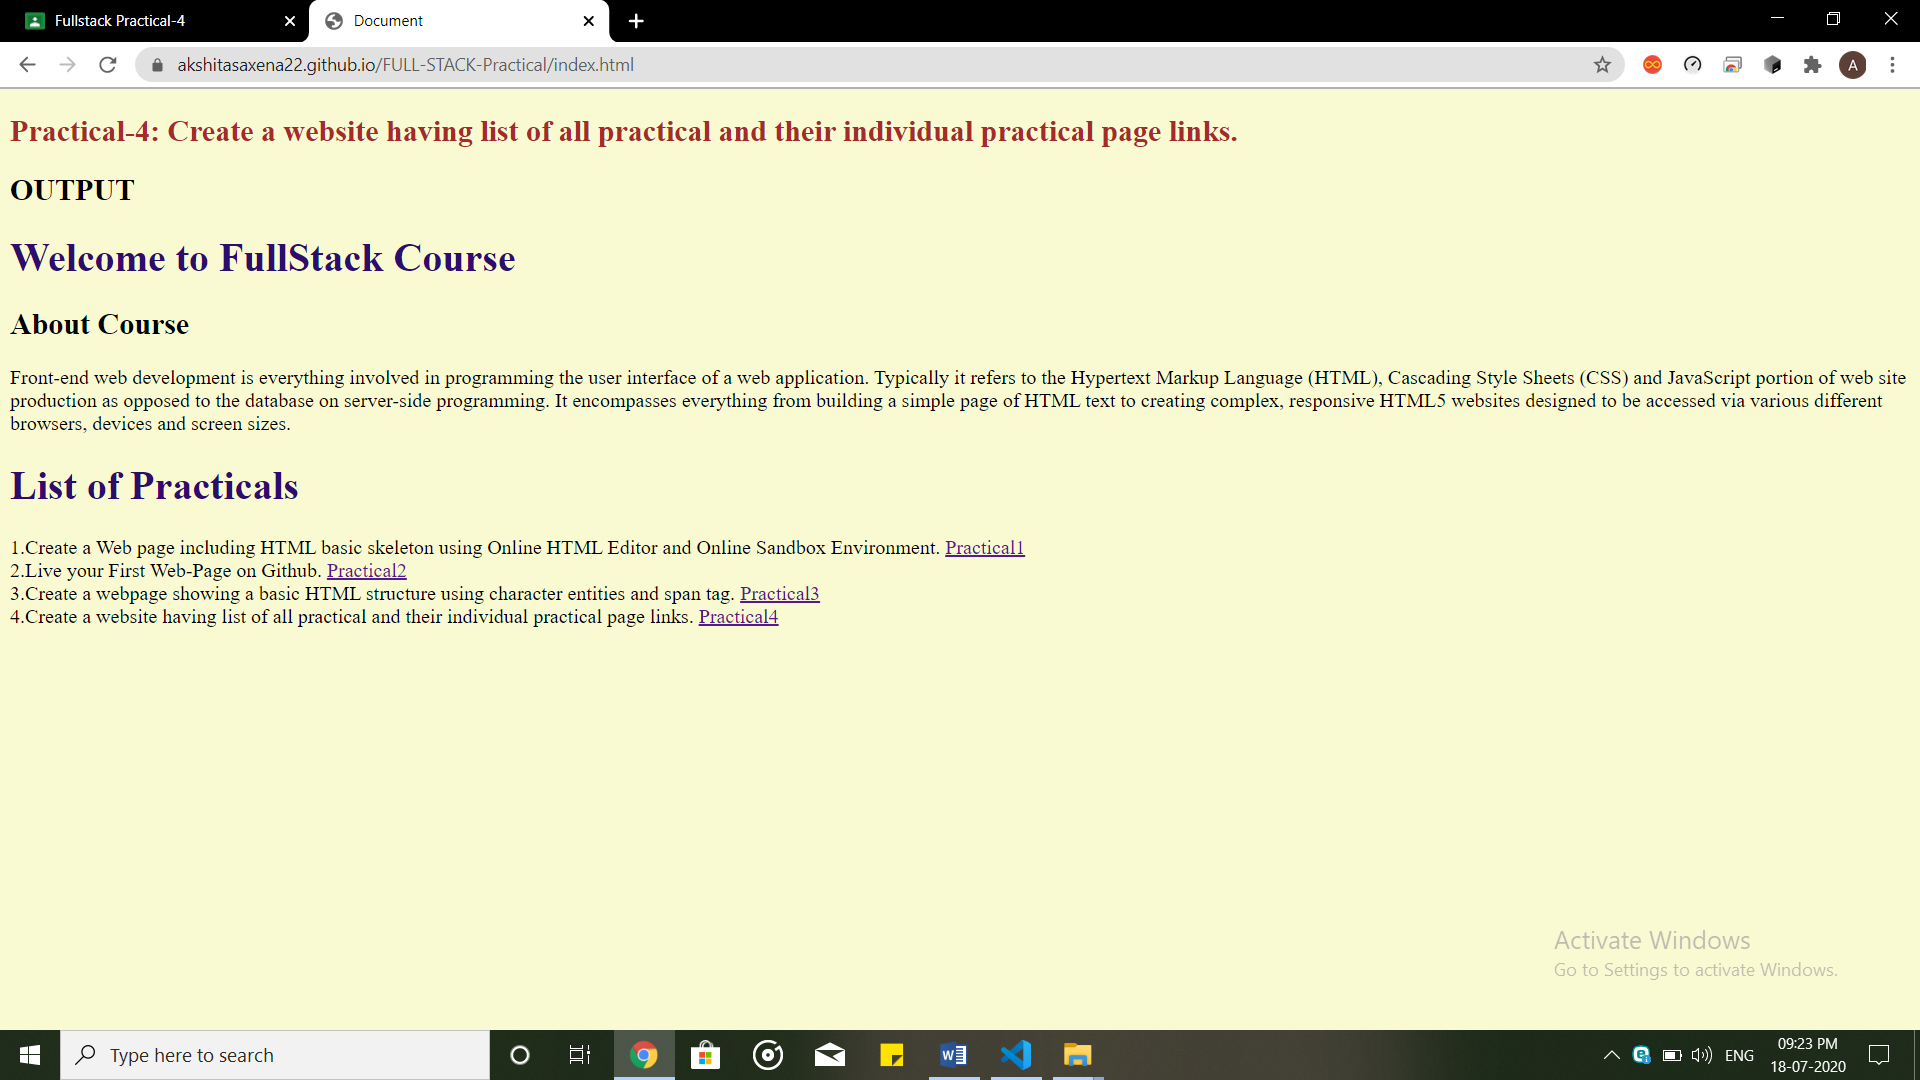 Fullstack Practical-4
Document
akshitasaxena22.github.io/FULL-STACK-Practical/index.html
A
Practical-4: Create a website having list of all practical and their individual practical page links.
OUTPUT
Welcome to FullStack Course
About Course
Front-end web development is everything involved in programming the user interface of a web application. Typically it refers to the Hypertext Markup Language (HTML), Cascading Style Sheets (CSS) and JavaScript portion of web site
production as opposed to the database on server-side programming. It encompasses everything from building a simple page of HTML text to creating complex, responsive HTML5 websites designed to be accessed via various different
browsers, devices and screen sizes.
List of Practicals
1.Create a Web page including HTML basic skeleton using Online HTML Editor and Online Sandbox Environment. Practical1
2.Live your First Web-Page on Github. Practical2
3.Create a webpage showing a basic HTML structure using character entities and span tag. Practical3
4.Create a website having list of all practical and their individual practical page links. Practical4
Activate Windows
Go to Settings to activate Windows.
Type here to search
ENG
09:23 PM
18-07-2020